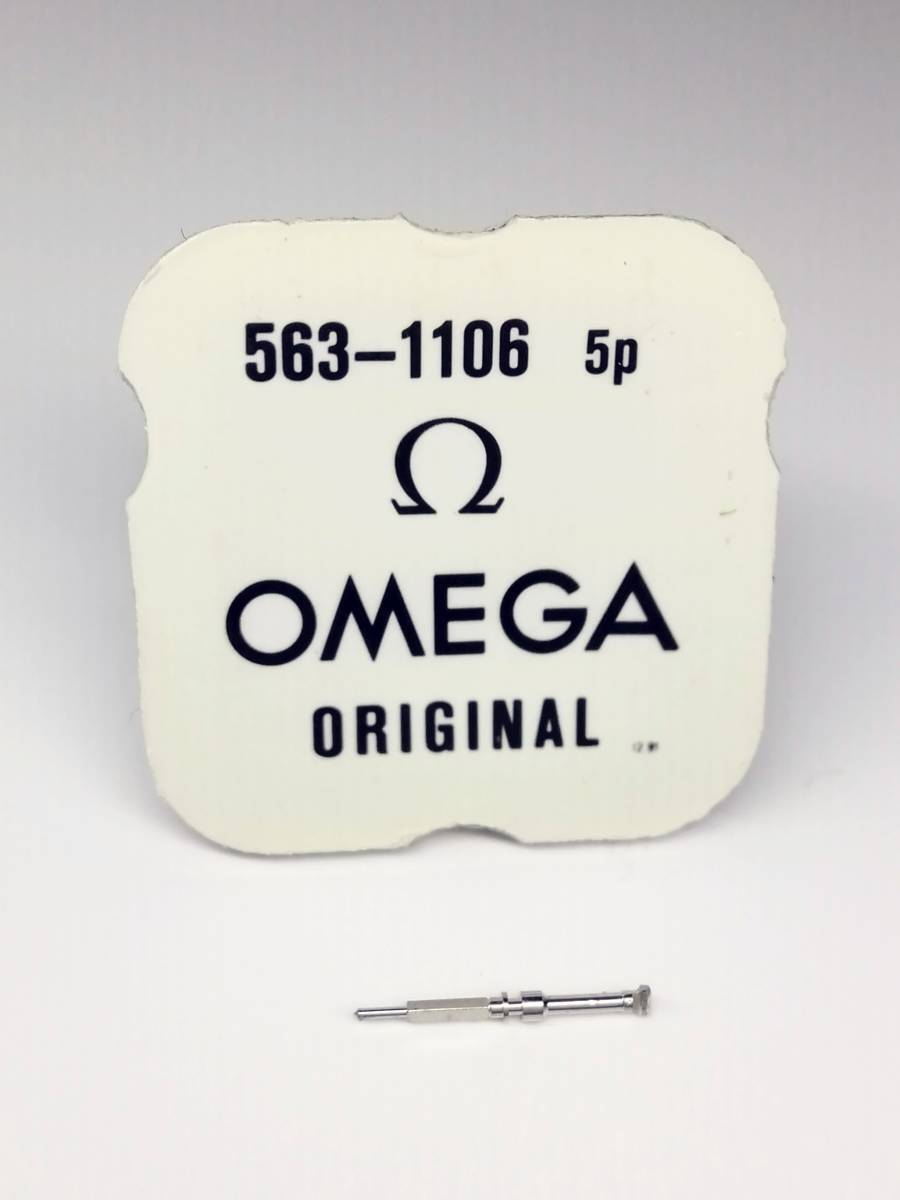 563–1106 5p
Ω
OMEGA
ORIGINAL